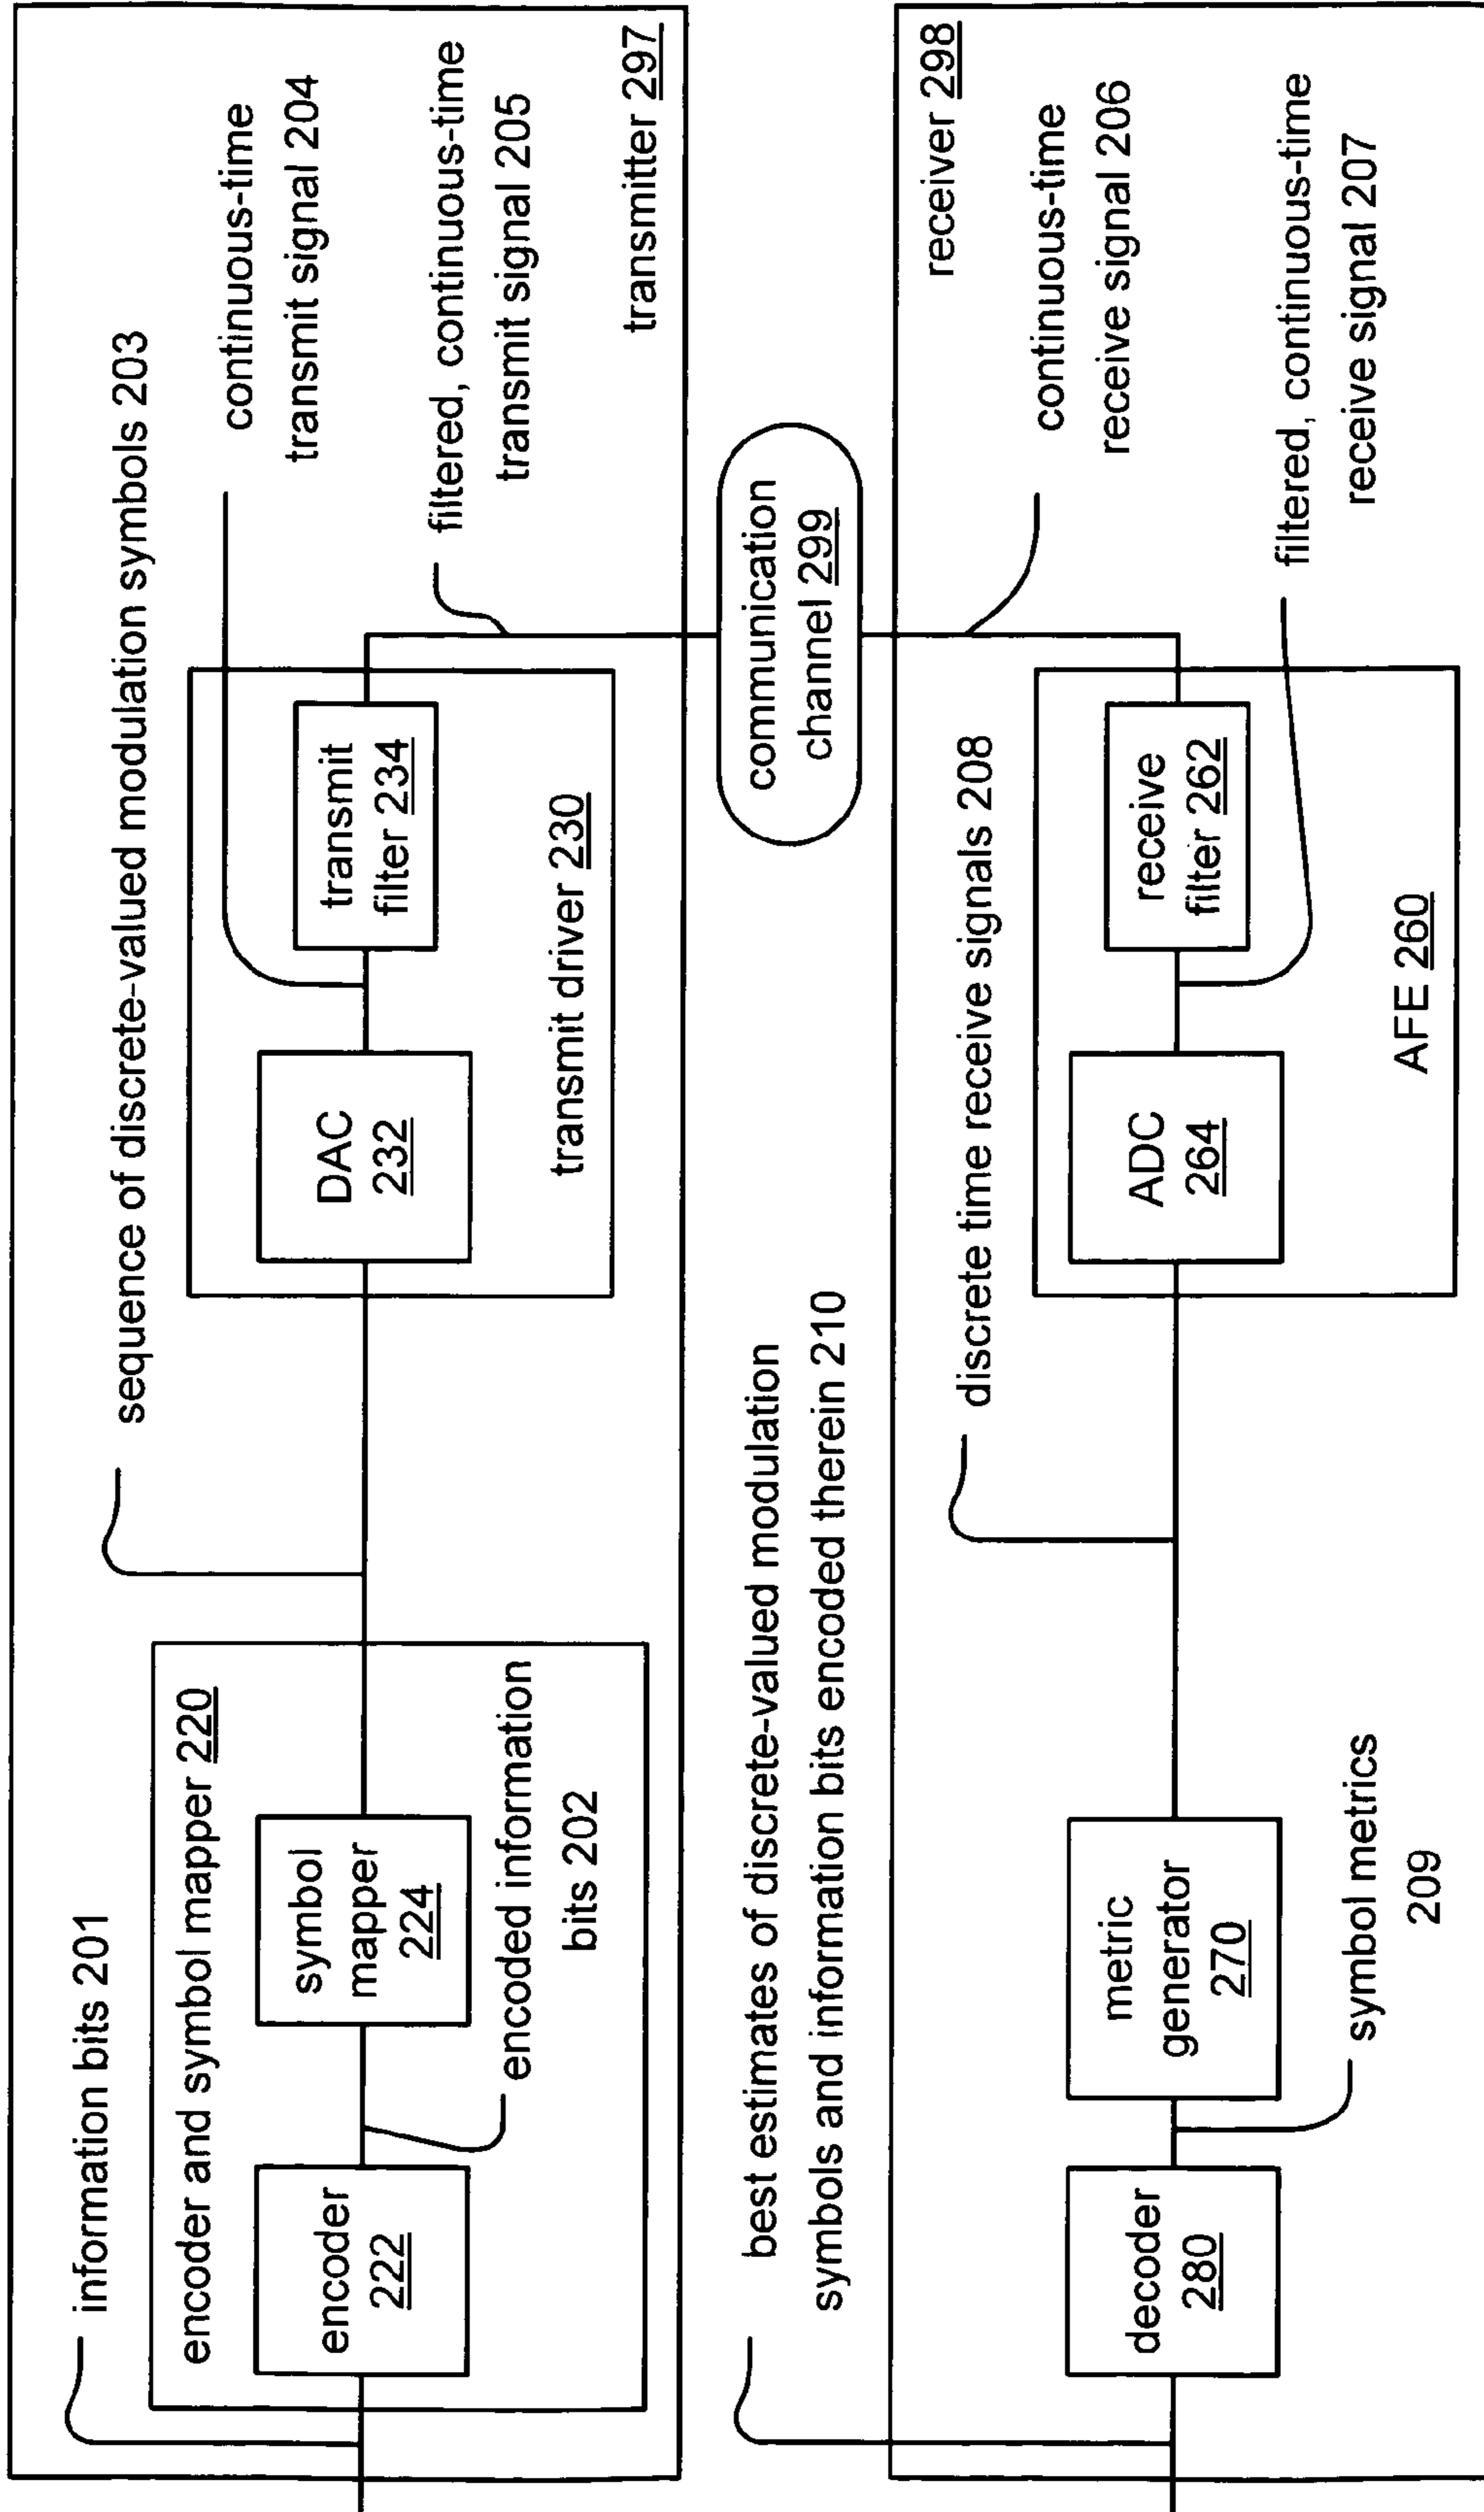 information bits 201
sequence of discrete-valued modulation symbols 203
encoder and symbol mapper 220
encoder
222
symbol
mapper
224
encoded information
bits 202
DAC
232
transmit
filter 234
transmit driver 230
continuous-time
transmit signal 204
filtered, continuous-time
transmit signal 205
transmitter 297
communication
channel 299
best estimates of discrete-valued modulation
symbols and information bits encoded therein 210
receiver 298
discrete time receive signals 208
continuous-time
receive signal 206
decoder
280
metric
generator
270
symbol metrics
209
ADC
264
receive
filter 262
AFE 260
filtered, continuous-time
receive signal 207